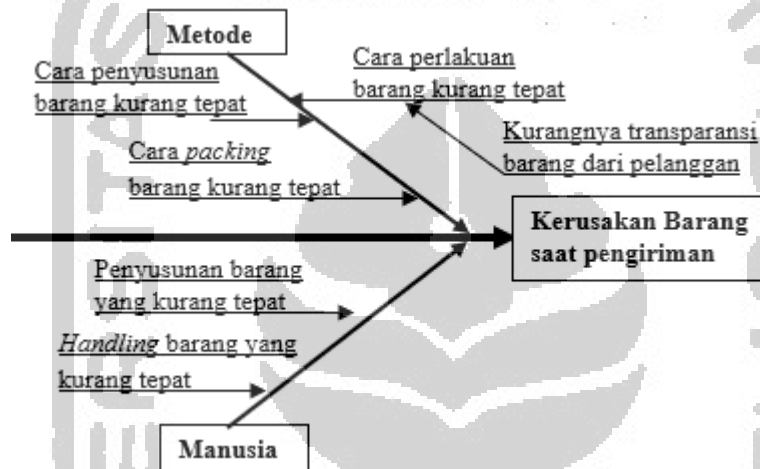 Metode
Cara penyusunan
barang kurang tepat
Cara perlakuan
barang kurang tepat
Kurangnya transparansi
barang dari pelanggan
Cara packing
barang kurang tepat
Kerusakan Barang
saat pengiriman
Penyusunan barang
yang kurang tepat
Handling barang yang
kurang tepat
Manusia